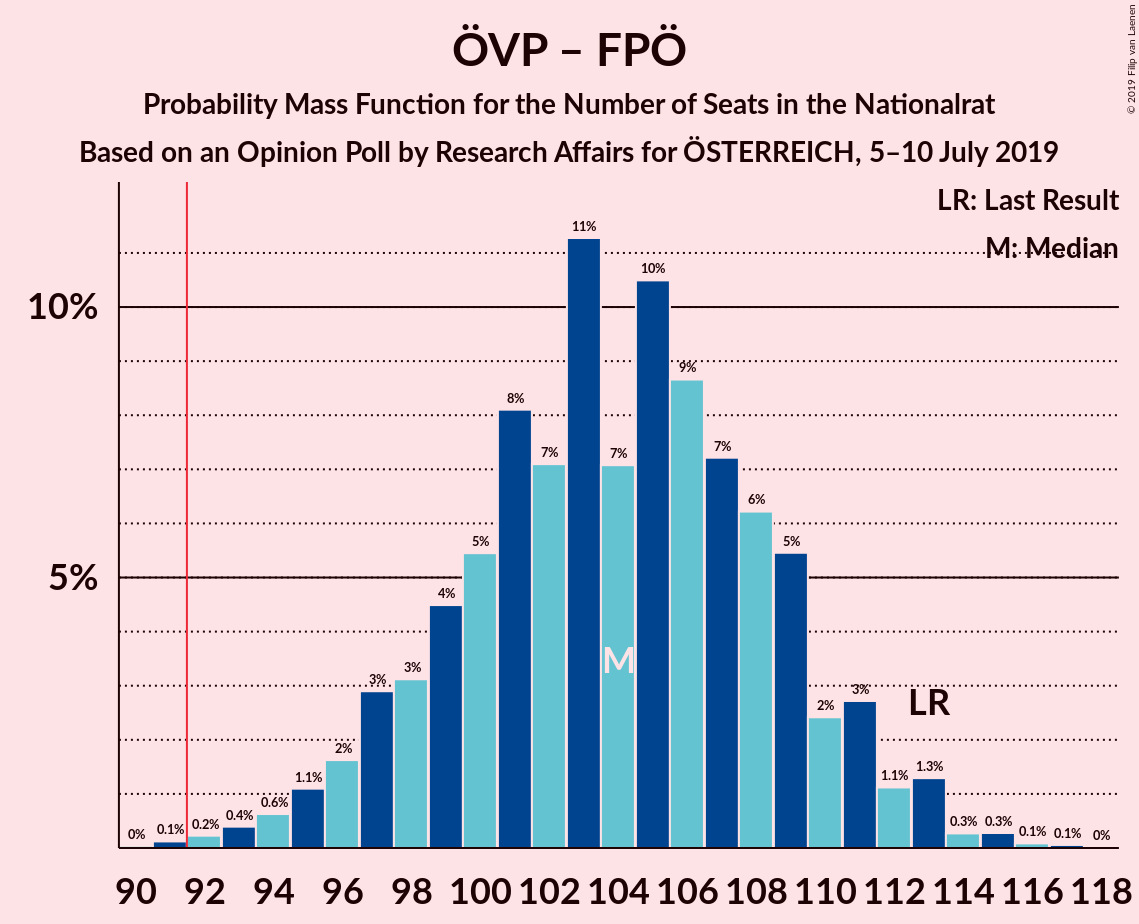 ÖVP – FPÖ
Probability Mass Function for the Number of Seats in the Nationalrat
Based on an Opinion Poll by Research Affairs for ÖSTERREICH, 5–10 July 2019
© 2019 Filip van Laenen
LR: Last Result
M: Median
10%
5%
0% 0.1% 0.2% 0.4% 0.6% 1.1% 2% 3% 3% 4% 5% 8% 7% 11% 7% 10% 9% 7% 6% 5% 2% 3% 1.1% 1.3% 0.3% 0.3% 0.1% 0.1% 0%
M
LR
90 92 94 96 98 100 102 104 106 108 110 112 114 116 118